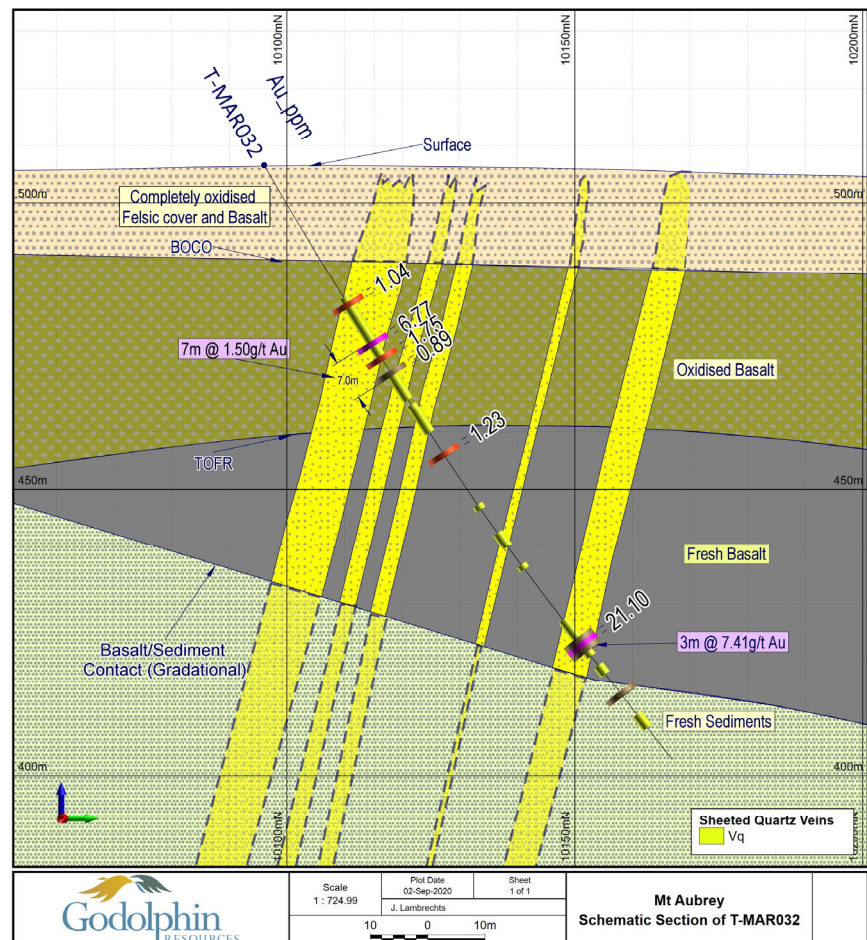 10100mN
10150mN
10200mN
T-MAR032
Au_ppm
Surface
500m
500m
Completely oxidised
Felsic cover and Basalt
BOCO
1.04
6.77
1.75
0.89
7m @ 1.50g/t Au
7.0m
Oxidised Basalt
1.23
TOFR
450m
450m
Fresh Basalt
21.10
3m @ 7.41g/t Au
Basalt/Sediment
Contact (Gradational)
Fresh Sediments
400m
400m
Sheeted Quartz Veins
Vq
10100mN
10150mN
Godolphin
RESOURCES
Scale
1 : 724.99
Plot Date
02-Sep-2020
Sheet
1 of 1
J. Lambrechts
10 0 10m
Mt Aubrey
Schematic Section of T-MAR032